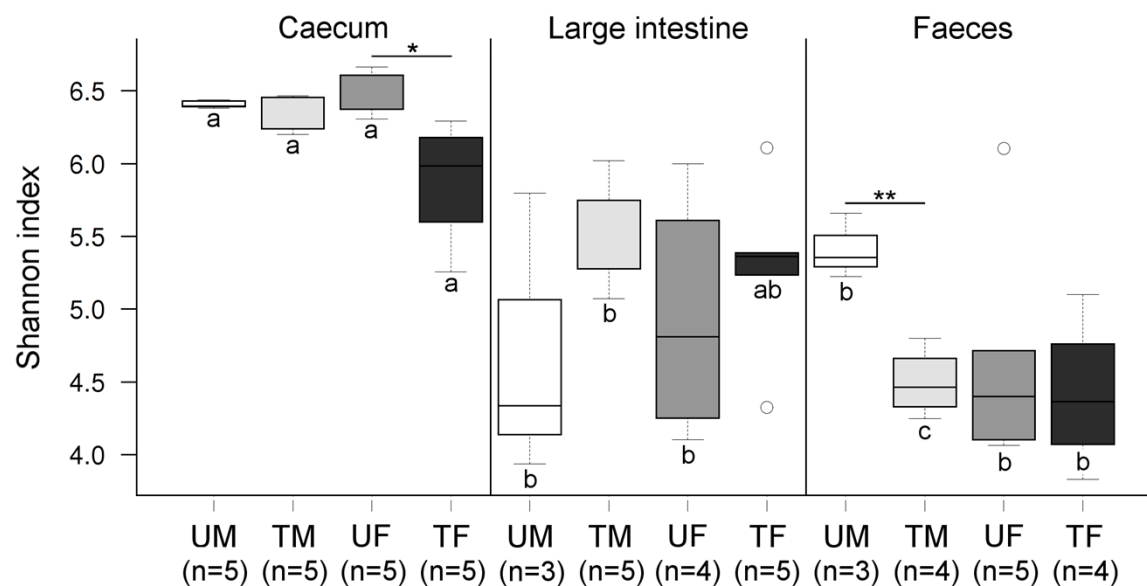 Caecum Large intestine Faeces
* **
Shannon index
6.5
6.0
5.5
5.0
4.5
4.0
a a a a b b b ab b c b b
UM TM UF TF UM TM UF TF UM TM UF TF
(n=5) (n=5) (n=5) (n=5) (n=3) (n=5) (n=4) (n=5) (n=3) (n=4) (n=5) (n=4)